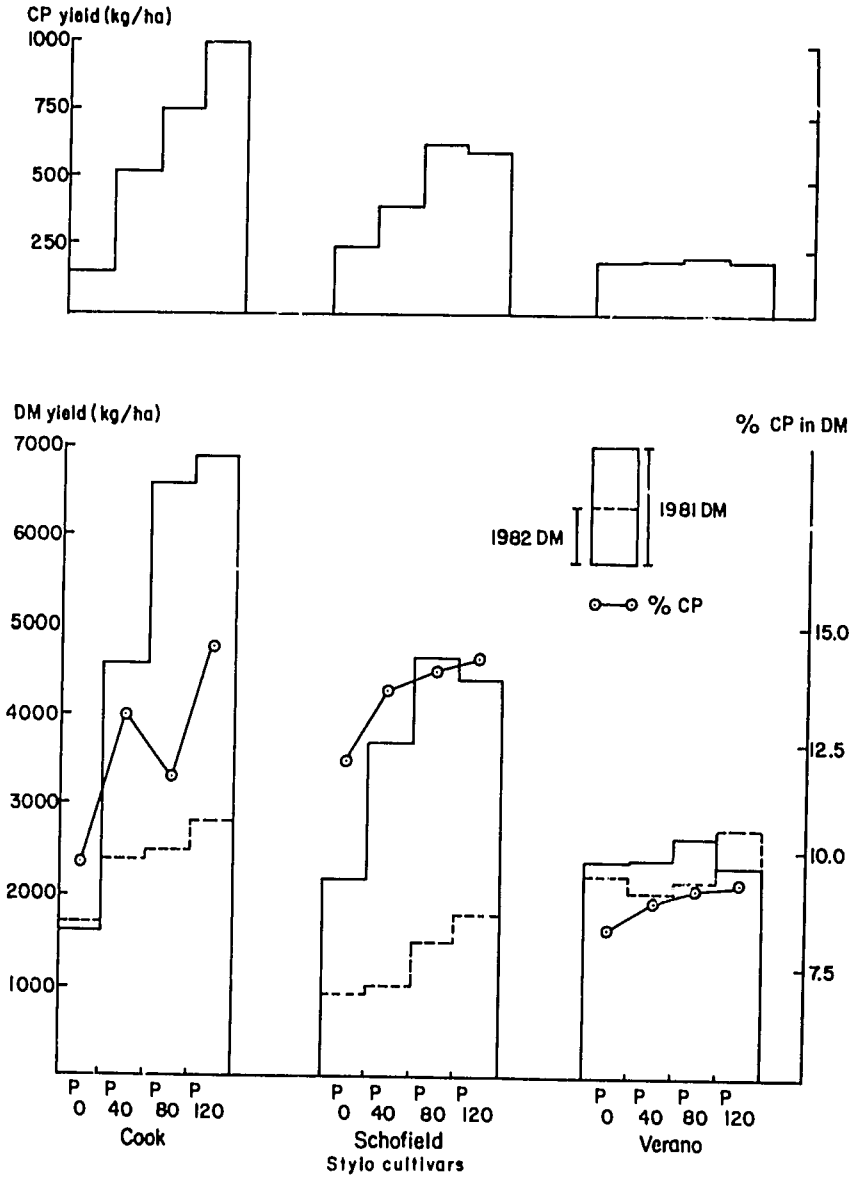 CP yield (kg/ha)
1000
750
500
250
DM yield (kg/ha)
% CP in DM
7000
6000
5000
4000
3000
2000
1000
1981 DM
1982 DM
% CP
15.0
12.5
10.0
7.5
P P P P
0 40 80 120
Cook
P P P P
0 40 80 120
Schofield
P P P P
0 40 80 120
Verano
Stylo cultivars